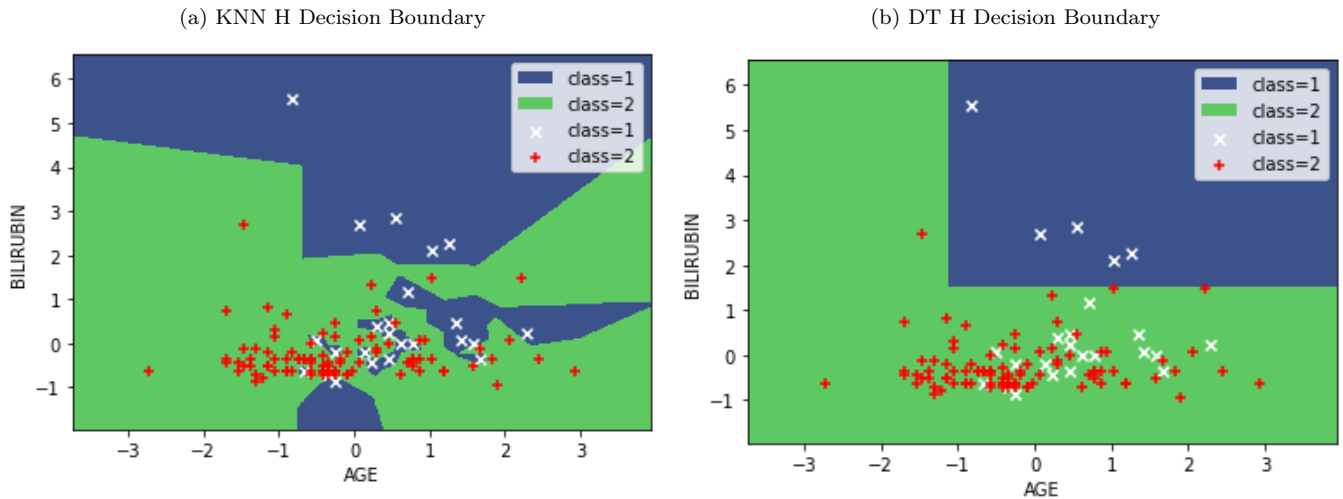 (a) KNN H Decision Boundary
6
5
4
3
2
1
0
−1
BILIRUBIN
−3
−2
−1
0
1
2
3
AGE
class=1
class=2
class=1
class=2
(b) DT H Decision Boundary
6
5
4
3
2
1
0
−1
BILIRUBIN
−3
−2
−1
0
1
2
3
AGE
class=1
class=2
class=1
class=2